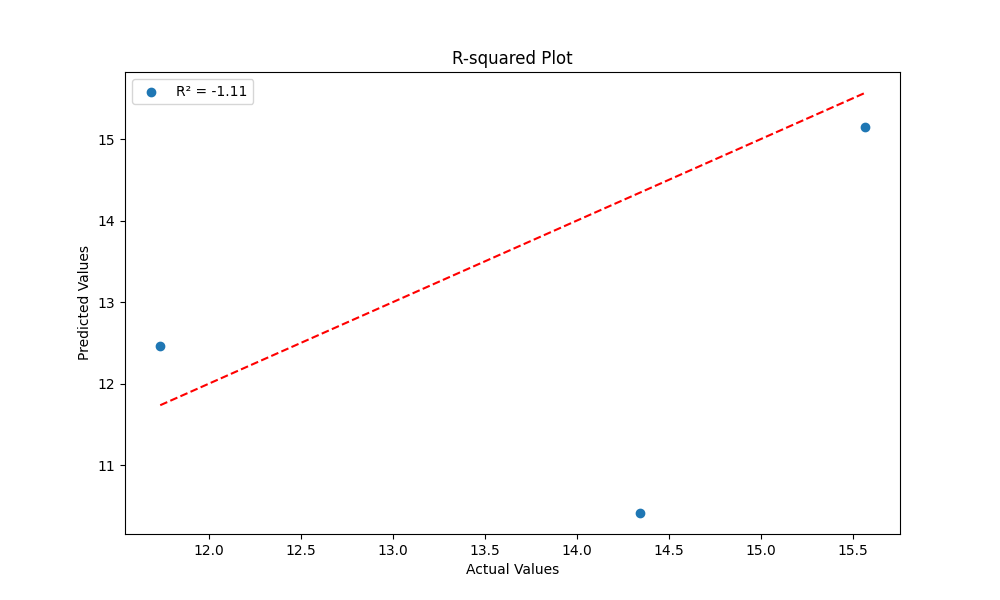 R-squared Plot
R² = -1.11
15
14
13
12
11
Predicted Values
12.0 12.5 13.0 13.5 14.0 14.5 15.0 15.5
Actual Values